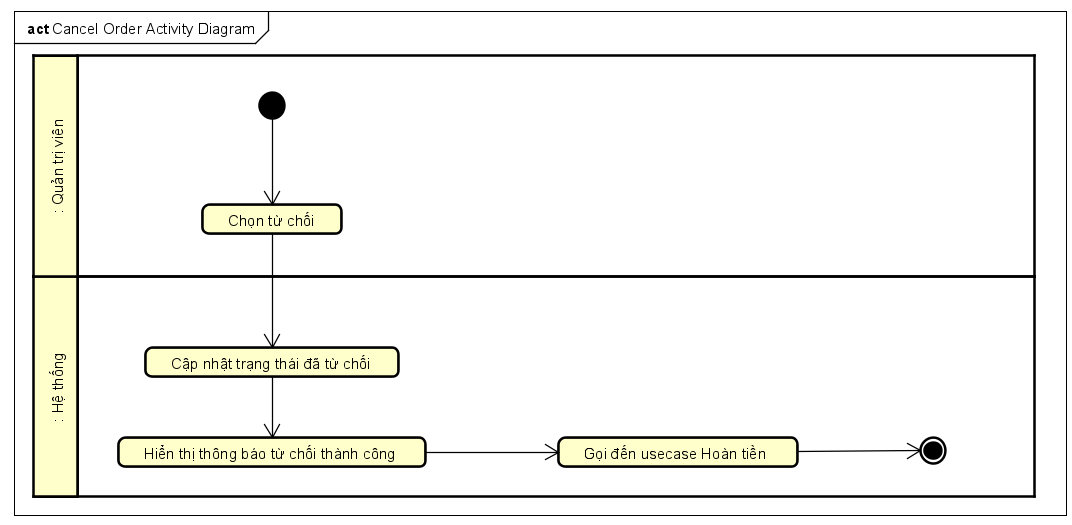 act Cancel Order Activity Diagram
: Quản trị viên
Chọn từ chối
: Hệ thống
Cập nhật trạng thái đã từ chối
Hiển thị thông báo từ chối thành công
Gọi đến usecase Hoàn tiền